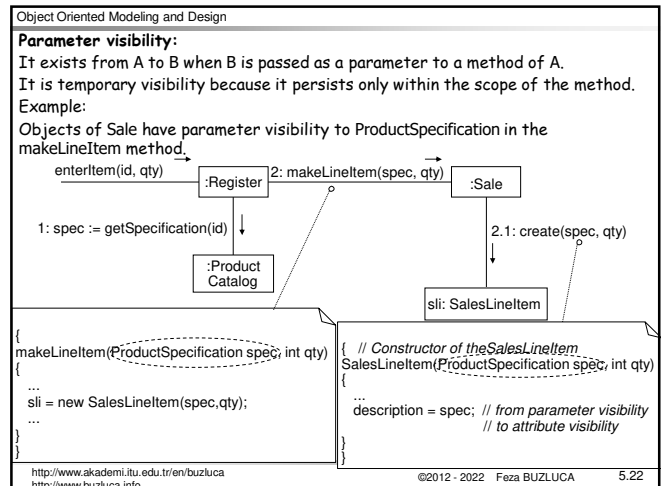 Object Oriented Modeling and Design
Parameter visibility:
It exists from A to B when B is passed as a parameter to a method of A.
It is temporary visibility because it persists only within the scope of the method.
Example:
Objects of Sale have parameter visibility to ProductSpecification in the
makeLineItem method.
enterItem(id, qty)
:Register
2: makeLineItem(spec, qty)
:Sale
1: spec := getSpecification(id)
2.1: create(spec, qty)
:Product
Catalog
sli: SalesLineItem
{
makeLineItem(ProductSpecification spec, int qty)
{
...
sli = new SalesLineItem(spec,qty);
...
}
}
{ // Constructor of theSalesLineItem
SalesLineItem(ProductSpecification spec, int qty)
{
...
description = spec; // from parameter visibility
// to attribute visibility
}
}
http://www.akademi.itu.edu.tr/en/buzluca
http://www.buzluca.info
©2012 - 2022 Feza BUZLUCA
5.22